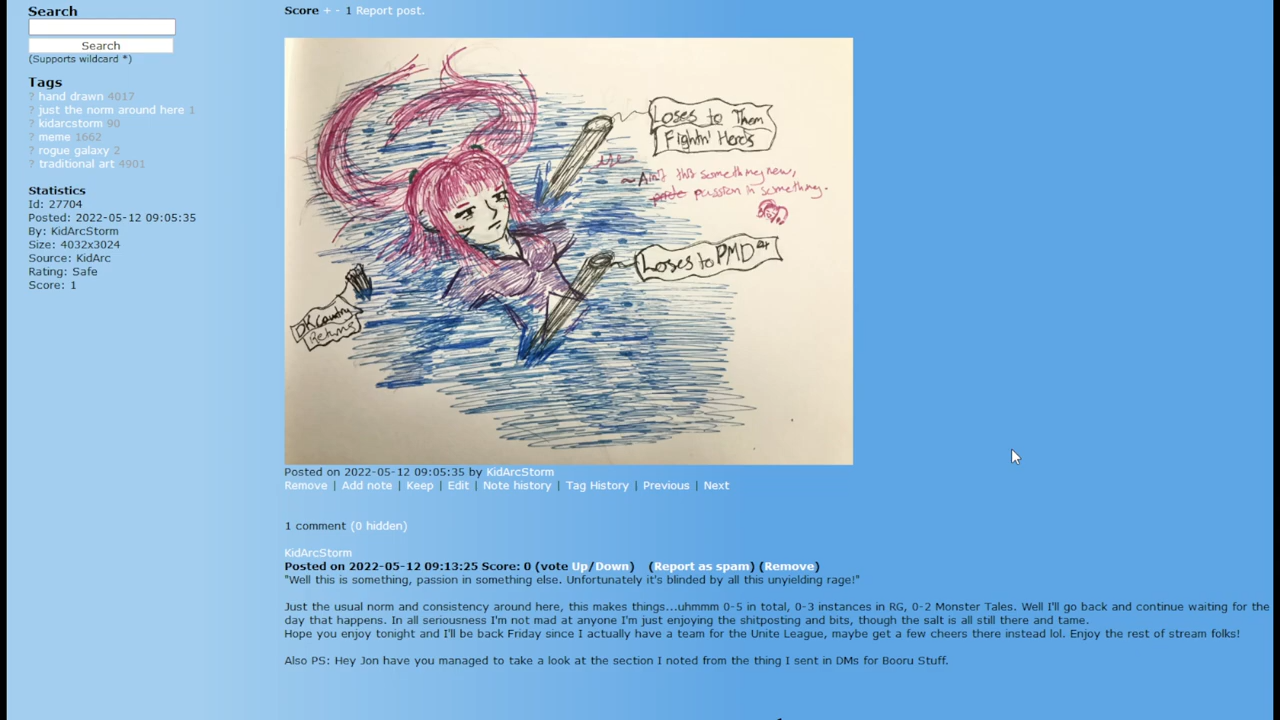 Search
Search
(Supports wildcard *)
Tags
? hand drawn 4017
? just the norm around here 1
? kidarcstorm 90
? meme 1662
? rogue galaxy 2
? traditional art 4901
Statistics
Id: 27704
Posted: 2022-05-12 09:05:35
By: KidArcStorm
Size: 4032x3024
Source: KidArc
Rating: Safe
Score: 1
Score + - 1 Report post.
Loses to Them
Fightin' Herds
~ Ain't this something new,
passion in something.
Loses to PMD
DK Country
Returns
Posted on 2022-05-12 09:05:35 by KidArcStorm
Remove | Add note | Keep | Edit | Note history | Tag History | Previous | Next
1 comment (0 hidden)
KidArcStorm
Posted on 2022-05-12 09:13:25 Score: 0 (vote Up/Down) (Report as spam) (Remove)
"Well this is something, passion in something else. Unfortunately it's blinded by all this unyielding rage!"
Just the usual norm and consistency around here, this makes things...uhmmm 0-5 in total, 0-3 instances in RG, 0-2 Monster Tales. Well I'll go back and continue waiting for the
day that happens. In all seriousness I'm not mad at anyone I'm just enjoying the shitposting and bits, though the salt is all still there and tame.
Hope you enjoy tonight and I'll be back Friday since I actually have a team for the Unite League, maybe get a few cheers there instead lol. Enjoy the rest of stream folks!
Also PS: Hey Jon have you managed to take a look at the section I noted from the thing I sent in DMs for Booru Stuff.